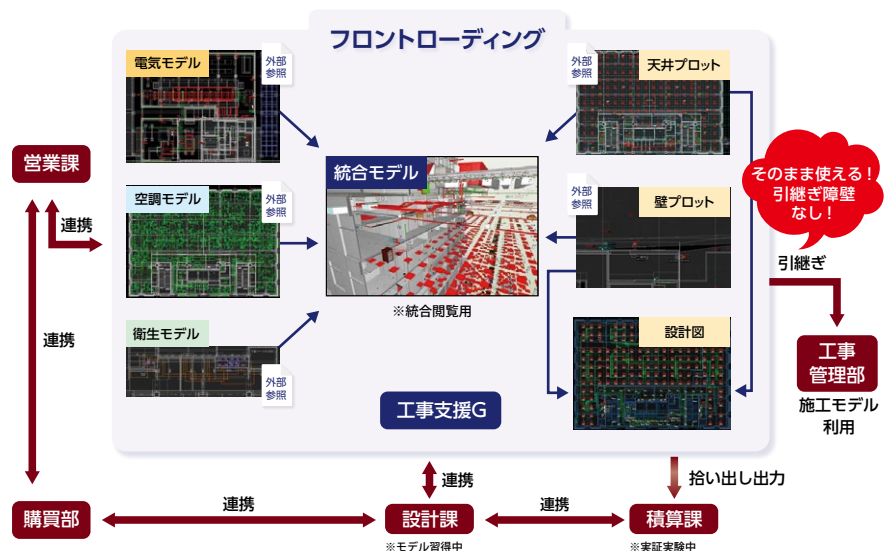 フロントローディング
電気モデル
外部
参照
外部
参照
天井プロット
営業課
連携
空調モデル
外部
参照
統合モデル
※統合閲覧用
外部
参照
壁プロット
そのまま使える！
引継ぎ障壁
なし！
引継ぎ
連携
衛生モデル
外部
参照
設計図
工事支援G
工事
管理部
施工モデル
利用
連携
拾い出し出力
購買部
連携
設計課
※モデル習得中
連携
積算課
※実証実験中